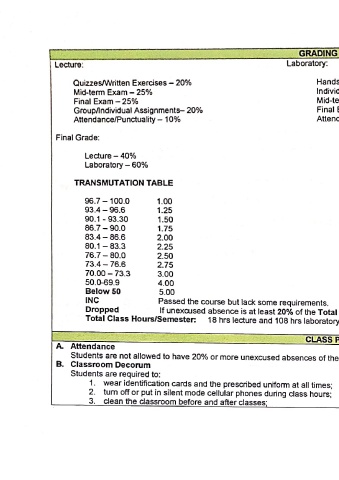 GRADING
Lecture: Laboratory:
Quizzes/Written Exercises – 20% Hands
Mid-term Exam – 25% Indivi
Final Exam – 25% Mid-te
Group/Individual Assignments– 20% Final
Attendance/Punctuality – 10% Attend
Final Grade:
Lecture – 40%
Laboratory – 60%
TRANSMUTATION TABLE
96.7 – 100.0 1.00
93.4 – 96.6 1.25
90.1 - 93.30 1.50
86.7 – 90.0 1.75
83.4 – 86.6 2.00
80.1 – 83.3 2.25
76.7 – 80.0 2.50
73.4 – 76.6 2.75
70.00 – 73.3 3.00
50.0-69.9 4.00
Below 50 5.00
INC Passed the course but lack some requirements.
Dropped If unexcused absence is at least 20% of the Total
Total Class Hours/Semester: 18 hrs lecture and 108 hrs laboratory
CLASS
A. Attendance
Students are not allowed to have 20% or more unexcused absences of the
B. Classroom Decorum
Students are required to:
1. wear identification cards and the prescribed uniform at all times;
2. turn off or put in silent mode cellular phones during class hours;
3. clean the classroom before and after classes;